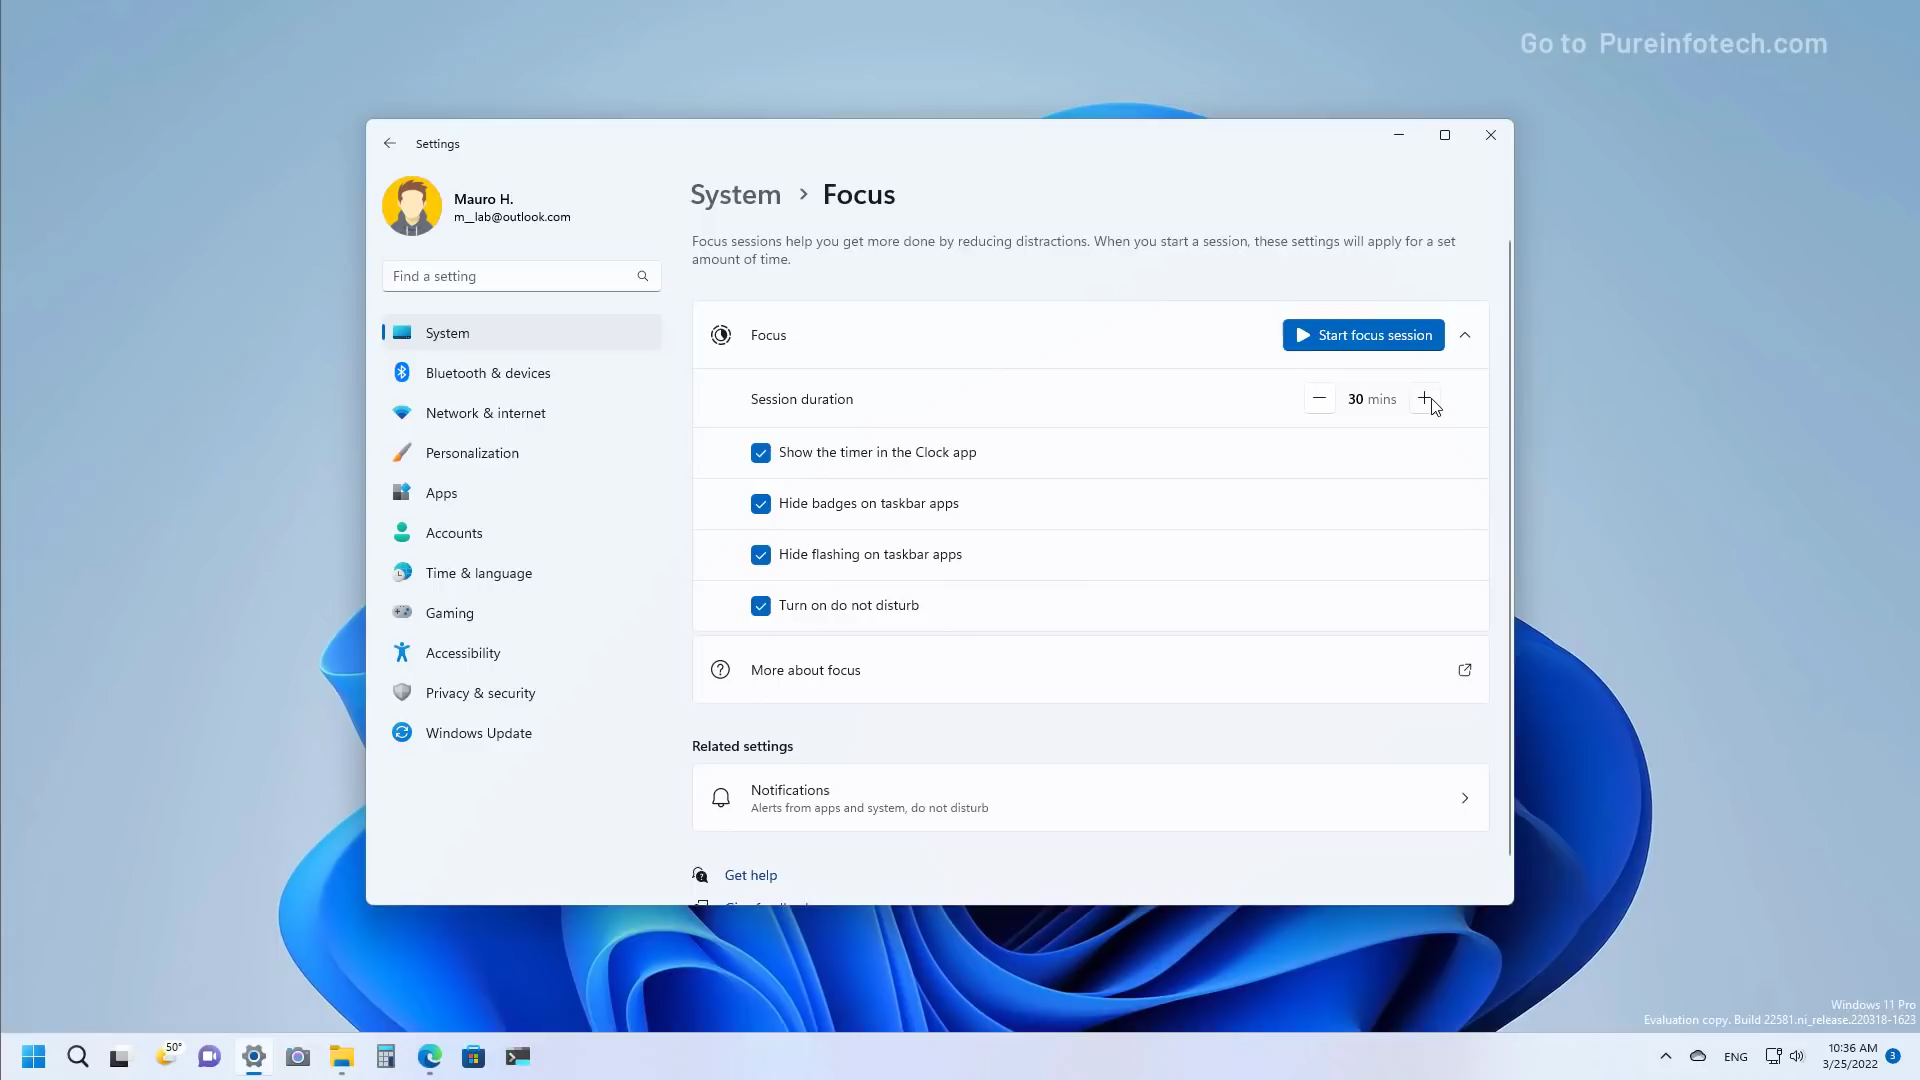 Go to Pureinfotech.com
Settings
Mauro H.
m__lab@outlook.com
Find a setting
System
Bluetooth & devices
Network & internet
Personalization
Apps
Accounts
Time & language
Gaming
Accessibility
Privacy & security
Windows Update
System > Focus
Focus sessions help you get more done by reducing distractions. When you start a session, these settings will apply for a set
amount of time.
Focus
Start focus session
Session duration
30 mins
Show the timer in the Clock app
Hide badges on taskbar apps
Hide flashing on taskbar apps
Turn on do not disturb
More about focus
Related settings
Notifications
Alerts from apps and system, do not disturb
Get help
Windows 11 Pro
Evaluation copy. Build 22581.ni_release.220318-1623
50°
ENG
10:36 AM
3/25/2022
3